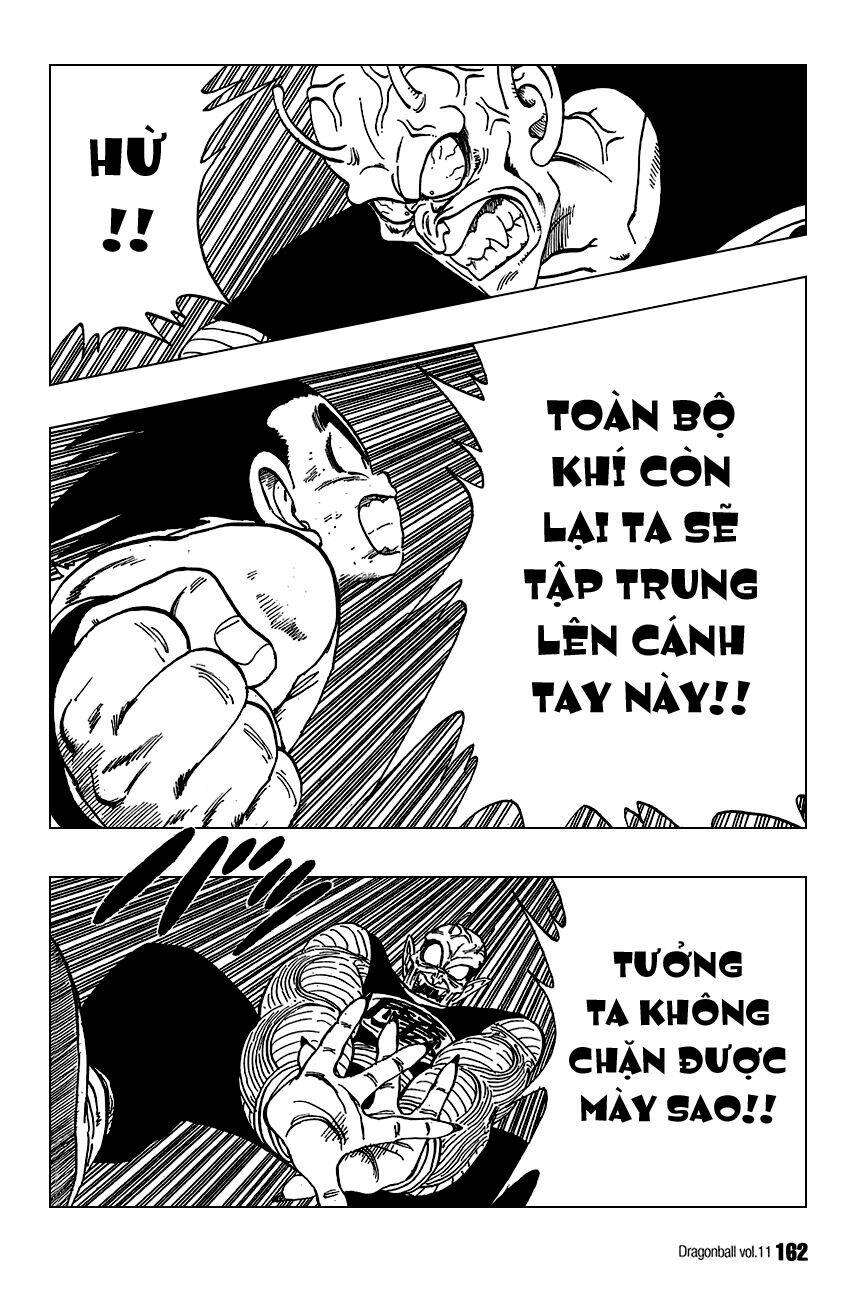 HỪ
!!
TOÀN BỘ
KHÍ CÒN
LẠI TA SẼ
TẬP TRUNG
LÊN CÁNH
TAY NÀY!!
TƯỞNG
TA KHÔNG
CHẶN ĐƯỢC
MÀY SAO!!
Dragonball vol.11 162